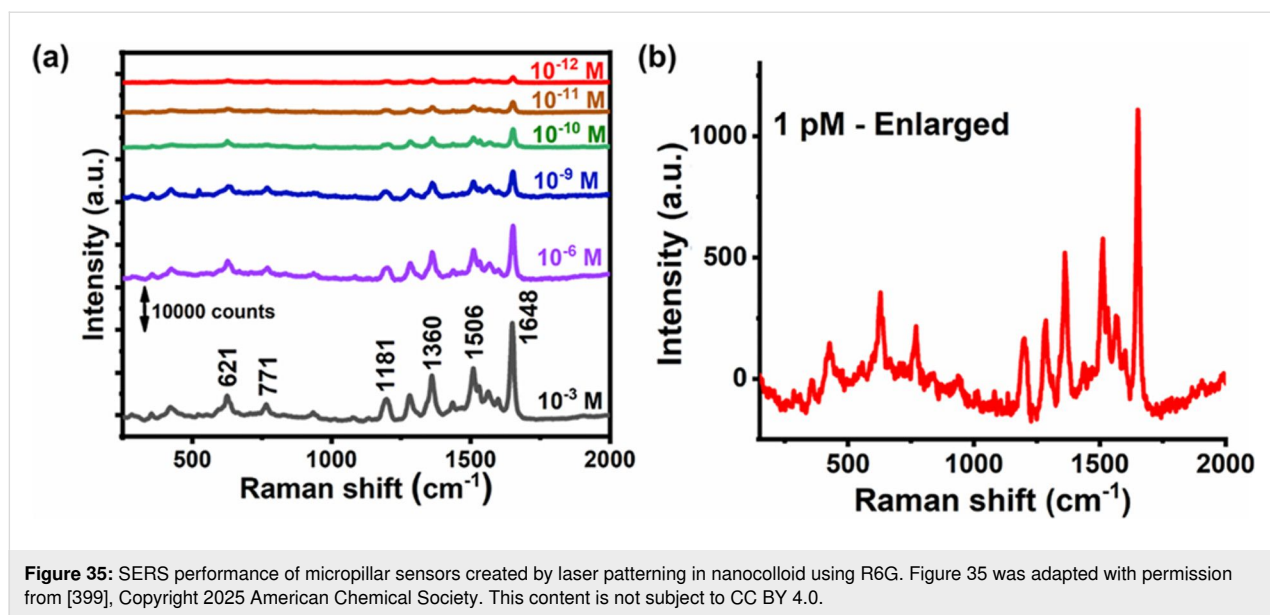 (a)
10⁻¹² M
10⁻¹¹ M
10⁻¹⁰ M
10⁻⁹ M
10⁻⁶ M
10000 counts
621
771
1181
1360
1506
1648
10⁻³ M
Intensity (a.u.)
500 1000 1500 2000
Raman shift (cm⁻¹)
(b)
1 pM - Enlarged
1000
500
0
Intensity (a.u.)
500 1000 1500 2000
Raman shift (cm⁻¹)
Figure 35: SERS performance of micropillar sensors created by laser patterning in nanocolloid using R6G. Figure 35 was adapted with permission
from [399], Copyright 2025 American Chemical Society. This content is not subject to CC BY 4.0.